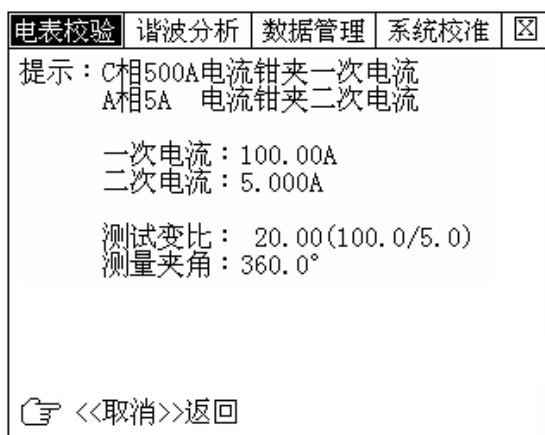 电表校验 谐波分析 数据管理 系统校准
提示：C相500A电流钳夹一次电流
A相5A 电流钳夹二次电流
一次电流：100.00A
二次电流：5.000A
测试变比： 20.00(100.0/5.0)
测量夹角：360.0°
<<取消>>返回